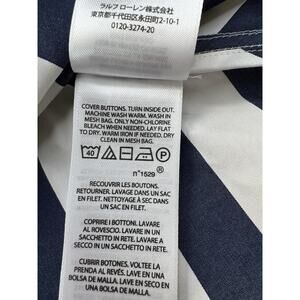 ラルフ ローレン株式会社
東京都千代田区永田町2-10-1
0120-3274-20
COVER BUTTONS. TURN INSIDE OUT.
MACHINE WASH WARM. WASH IN
MESH BAG. ONLY NON-CHLORINE
BLEACH WHEN NEEDED. LAY FLAT
TO DRY. WARM IRON IF NEEDED. DRY
CLEAN IN MESH BAG.
40
P
n°1529
RECOUVRIR LES BOUTONS.
RETOURNER. LAVAGE DANS UN SAC
EN FILET. NETTOYAGE A SEC DANS
UN SAC EN FILET.
COPRIRE I BOTTONI. LAVARE
AL ROVESCIO. LAVARE IN UN
SACCHETTO IN RETE. LAVARE A
SECCO IN UN SACCHETTO IN RETE.
CUBRIR BOTONES. VOLTEE LA
PRENDA AL REVÉS. LAVE EN UNA
BOLSA DE MALLA. LAVE EN SECO EN
UNA BOLSA DE MALLA.